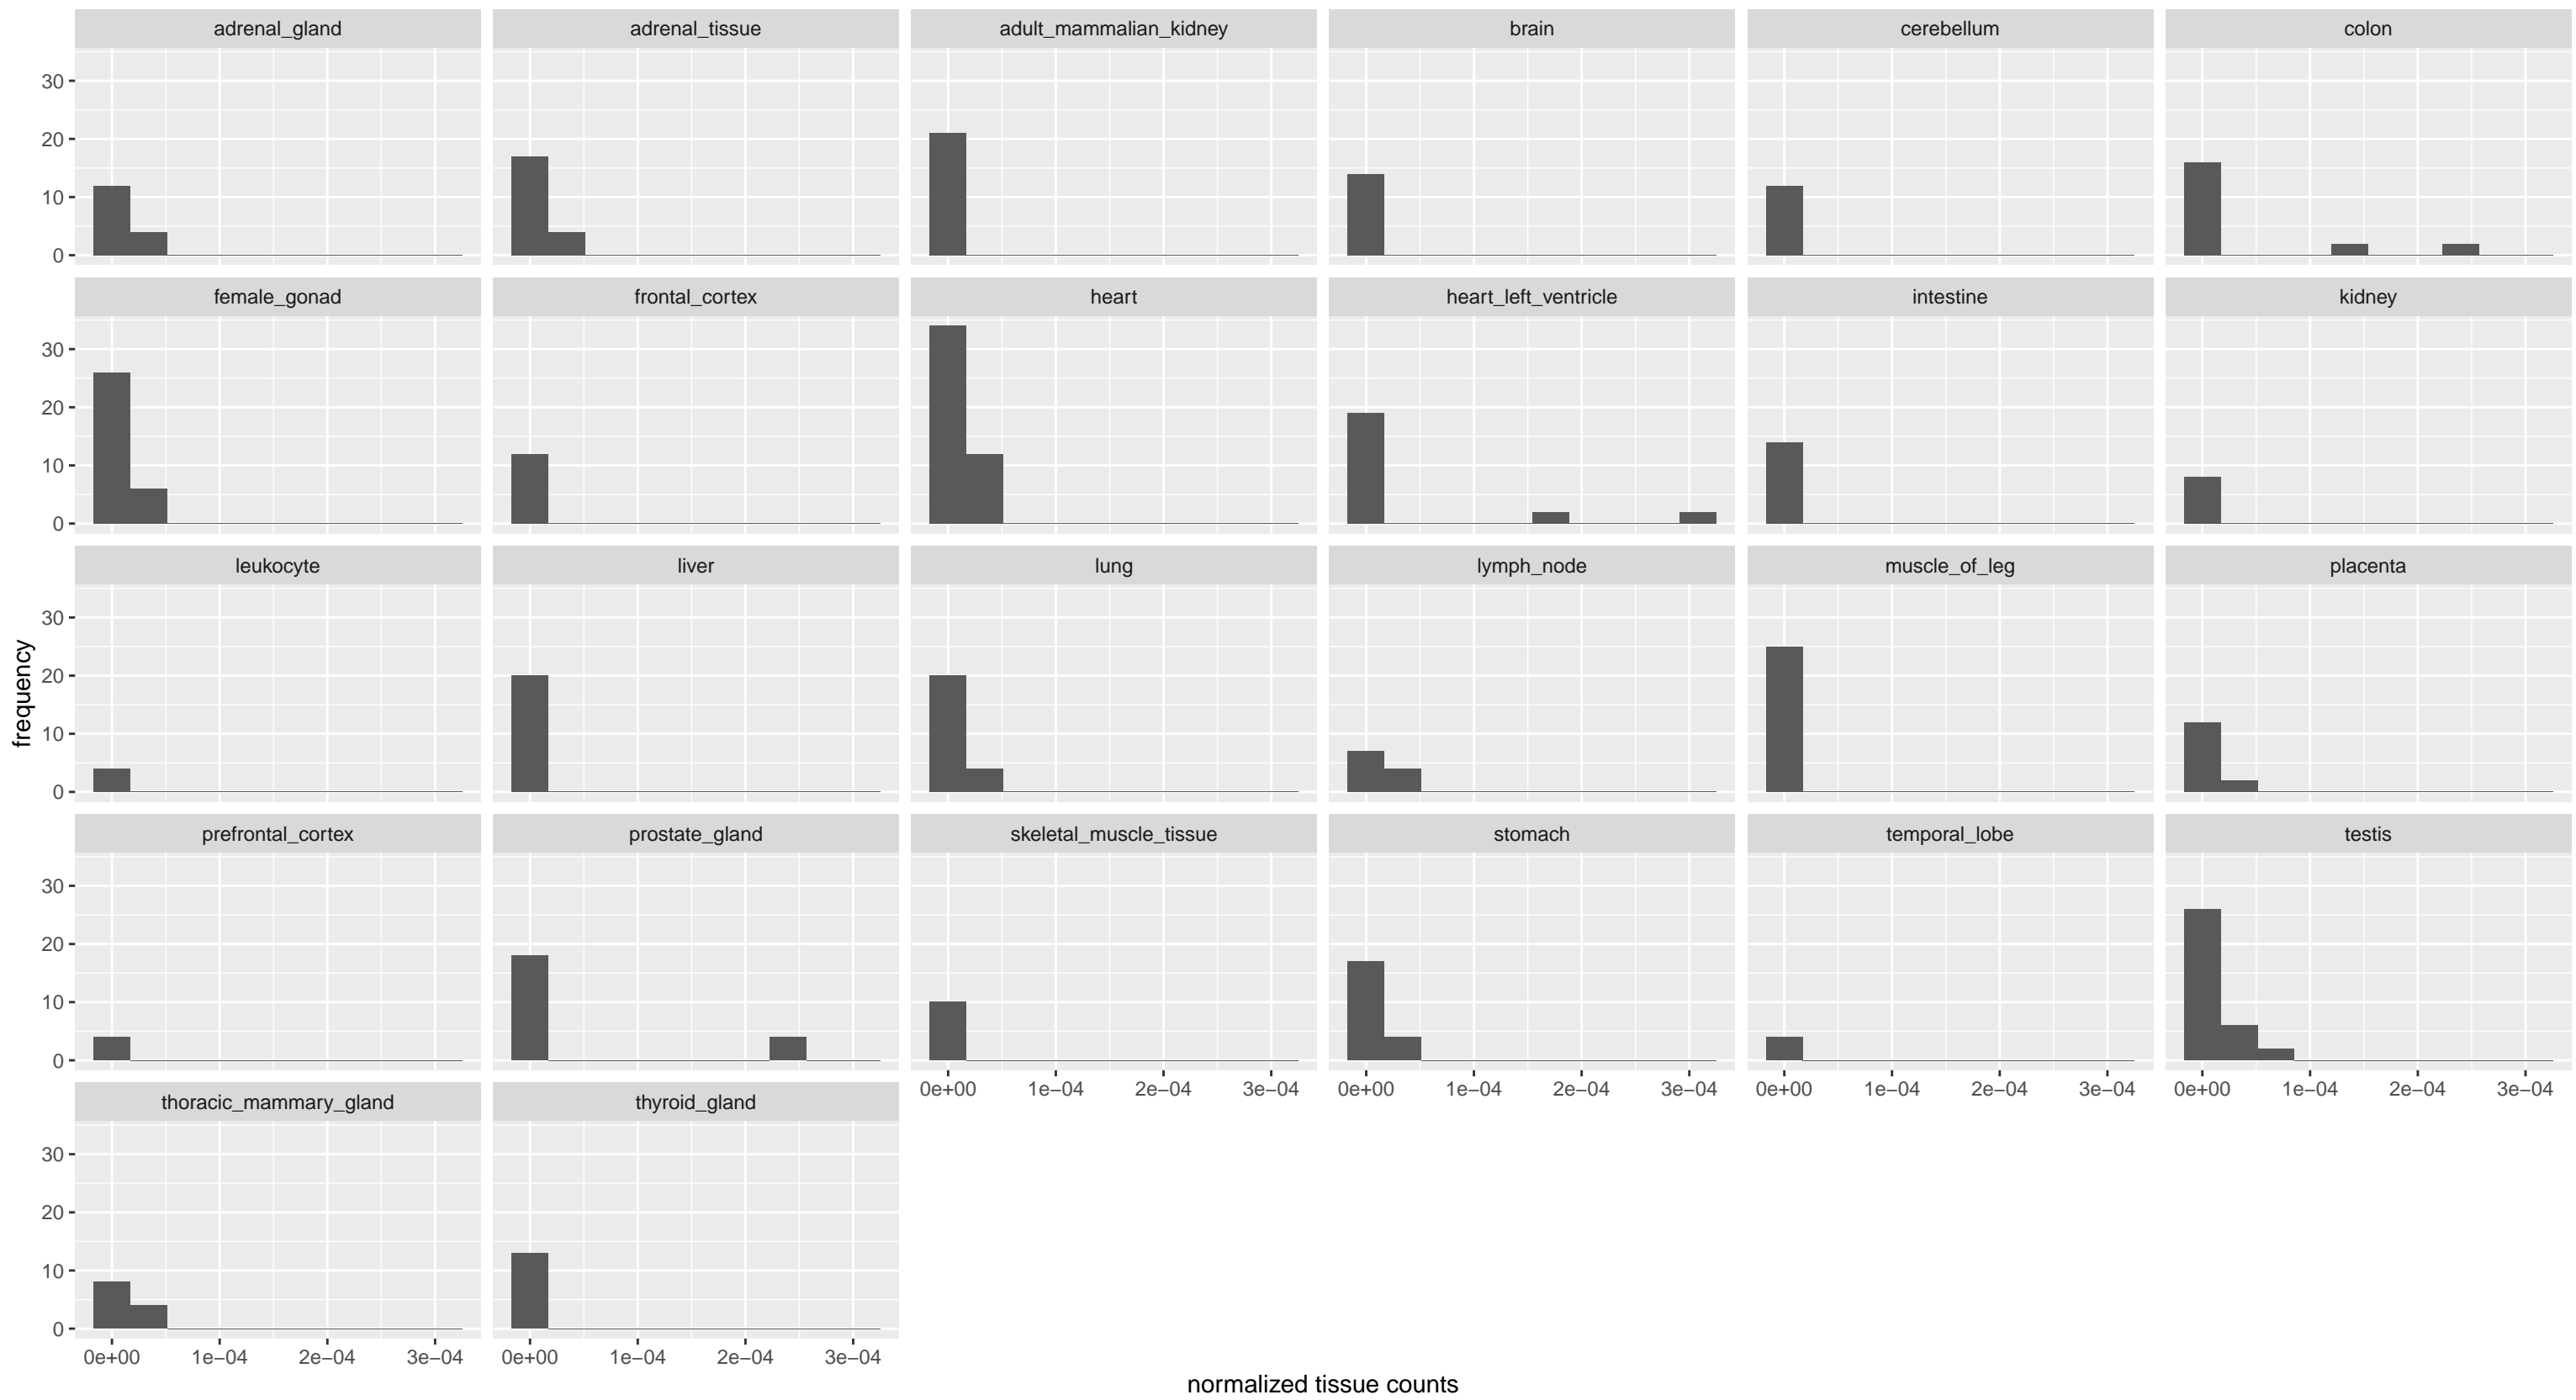 adrenal_gland adrenal_tissue adult_mammalian_kidney brain cerebellum colon
30
20
10
0
female_gonad frontal_cortex heart heart_left_ventricle intestine kidney
30
20
10
0
leukocyte liver lung lymph_node muscle_of_leg placenta
30
20
10
0
frequency
prefrontal_cortex prostate_gland skeletal_muscle_tissue stomach temporal_lobe testis
30
20
10
0
0e+00 1e−04 2e−04 3e−04 0e+00 1e−04 2e−04 3e−04 0e+00 1e−04 2e−04 3e−04 0e+00 1e−04 2e−04 3e−04
thoracic_mammary_gland thyroid_gland
30
20
10
0
0e+00 1e−04 2e−04 3e−04 0e+00 1e−04 2e−04 3e−04
normalized tissue counts